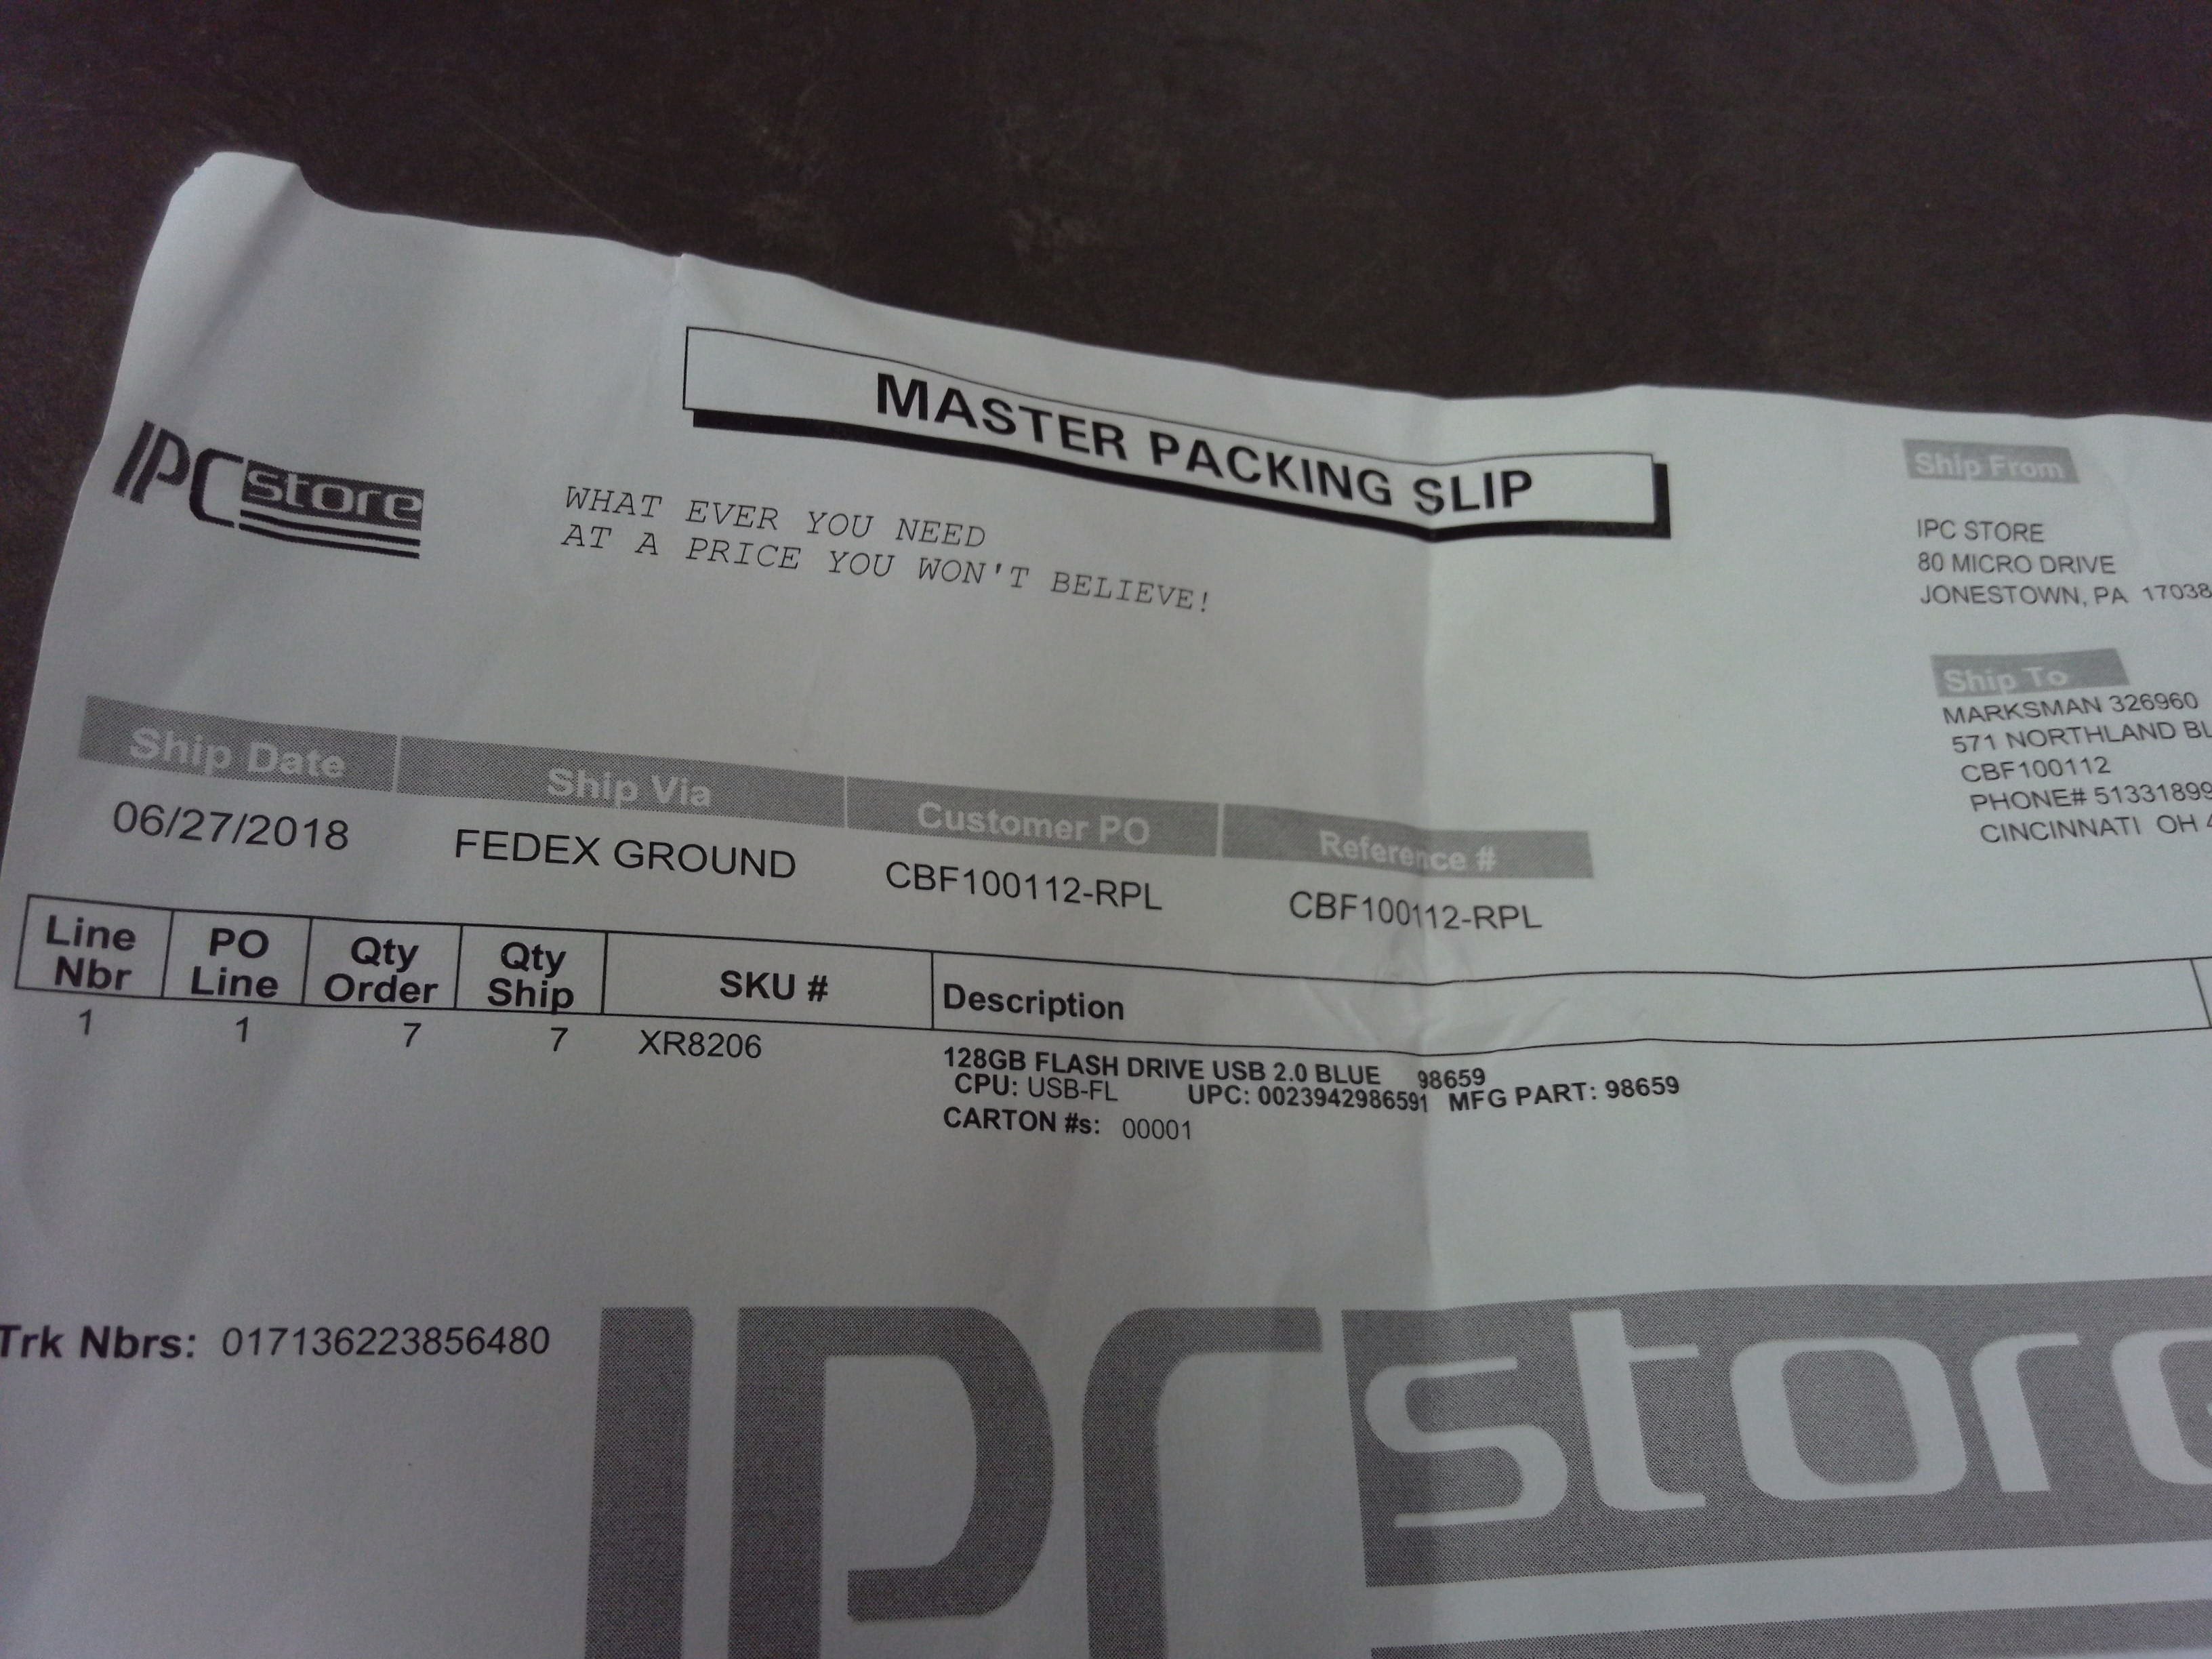 MASTER PACKING SLIP
IPC store
WHAT EVER YOU NEED
AT A PRICE YOU WON'T BELIEVE!
Ship From
IPC STORE
80 MICRO DRIVE
JONESTOWN, PA 17038
Ship To
MARKSMAN 326960
571 NORTHLAND
CBF100112
PHONE# 51331899
CINCINNATI OH
Ship Date Ship Via Customer PO Reference #
06/27/2018 FEDEX GROUND CBF100112-RPL CBF100112-RPL
Line Nbr PO Line Qty Order Qty Ship SKU # Description
1 1 7 7 XR8206
128GB FLASH DRIVE USB 2.0 BLUE 98659
CPU: USB-FL UPC: 0023942986591 MFG PART: 98659
CARTON #s: 00001
Trk Nbrs: 017136223856480
IPC store